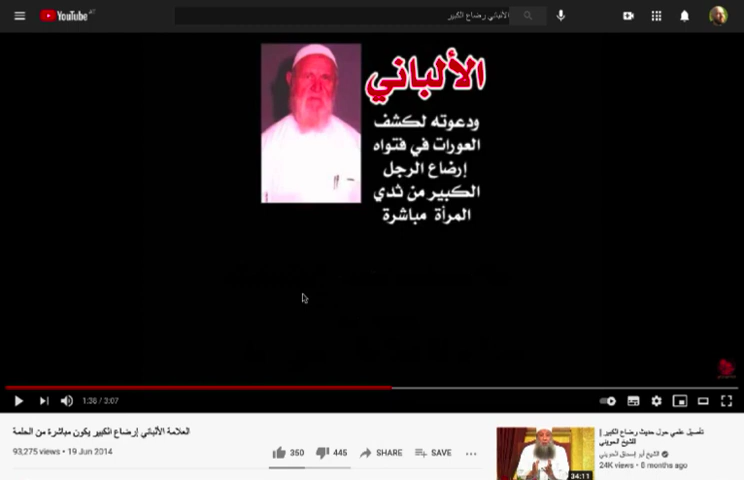 YouTube
الألباني رضاع الكبير
الألباني
ودعوته لكشف
العورات في فتواه
إرضاع الرجل
الكبير من ثدي
المرأة مباشرة
1:36 / 3:07
العلامة الألباني إرضاع الكبير يكون مباشرة من الحلمة
93,275 views • 19 Jun 2014
350
445
SHARE
SAVE
34:11
تفصيل علمي حول حديث رضاع الكبير |
الشيخ الحويني
الشيخ أبو إسحق الحويني
24K views • 8 months ago